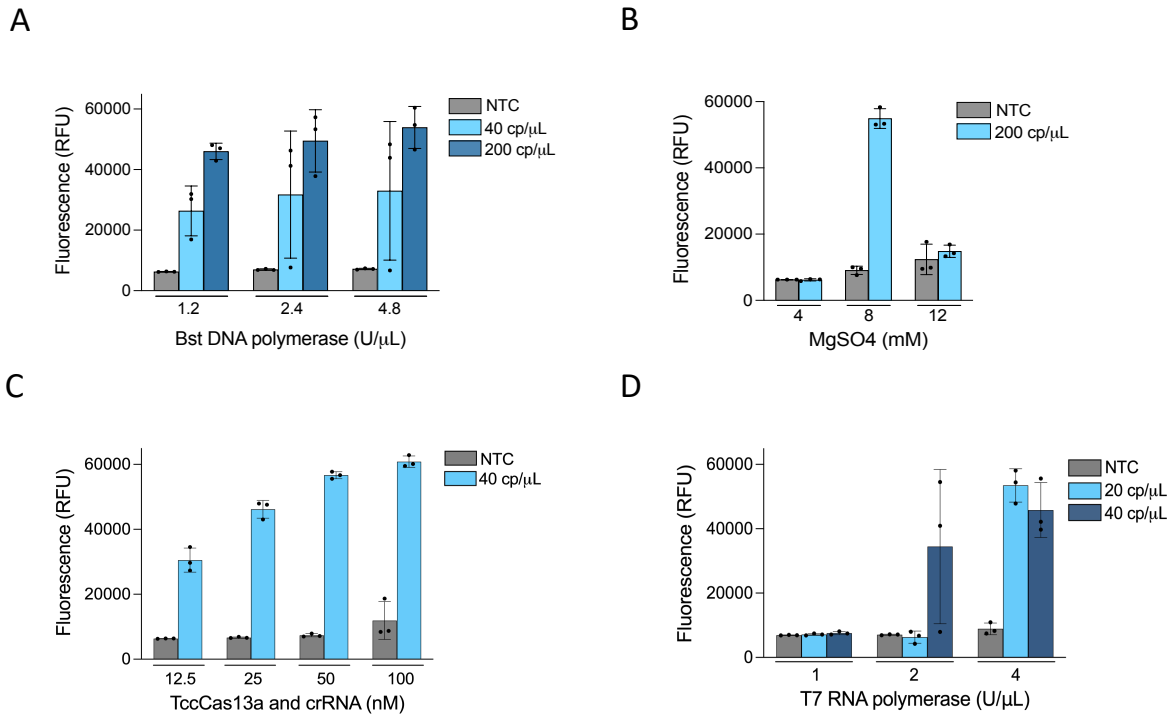 A
Fluorescence (RFU)
60000
40000
20000
0
1.2
2.4
4.8
Bst DNA polymerase (U/μL)
NTC
40 cp/μL
200 cp/μL
B
Fluorescence (RFU)
60000
40000
20000
0
4
8
12
MgSO4 (mM)
NTC
200 cp/μL
C
Fluorescence (RFU)
60000
40000
20000
0
12.5
25
50
100
TccCas13a and crRNA (nM)
NTC
40 cp/μL
D
Fluorescence (RFU)
60000
40000
20000
0
1
2
4
T7 RNA polymerase (U/μL)
NTC
20 cp/μL
40 cp/μL